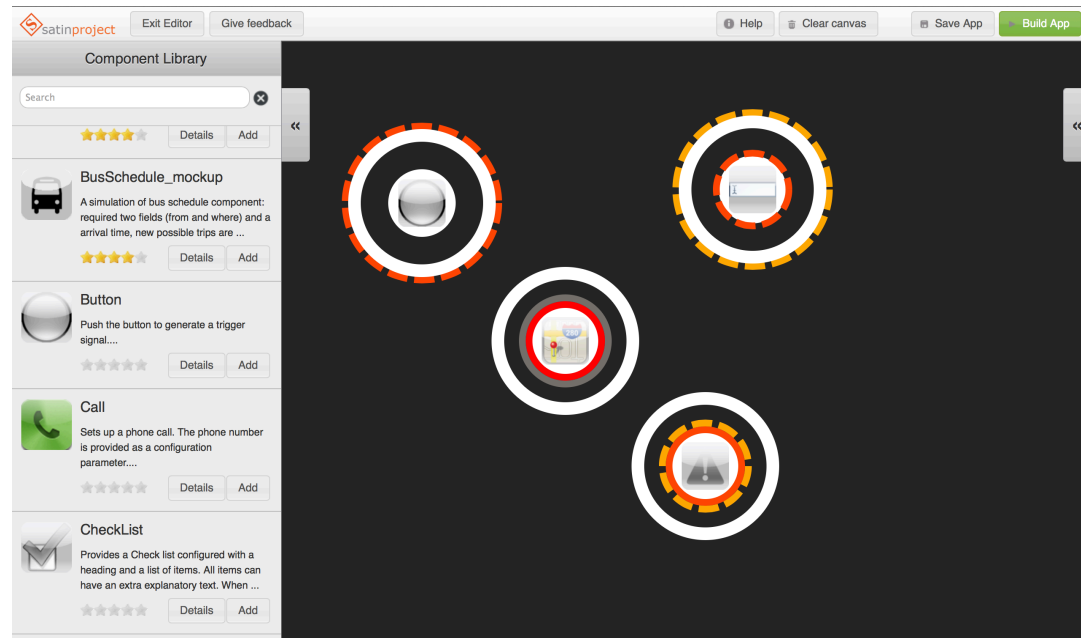 satinproject
Exit Editor
Give feedback
Help
Clear canvas
Save App
Build App
Component Library
Search
Details
Add
BusSchedule_mockup
A simulation of bus schedule component:
required two fields (from and where) and a
arrival time, new possible trips are ...
Details
Add
Button
Push the button to generate a trigger
signal....
Details
Add
Call
Sets up a phone call. The phone number
is provided as a configuration
parameter....
Details
Add
CheckList
Provides a Check list configured with a
heading and a list of items. All items can
have an extra explanatory text. When ...
Details
Add
«
«
280